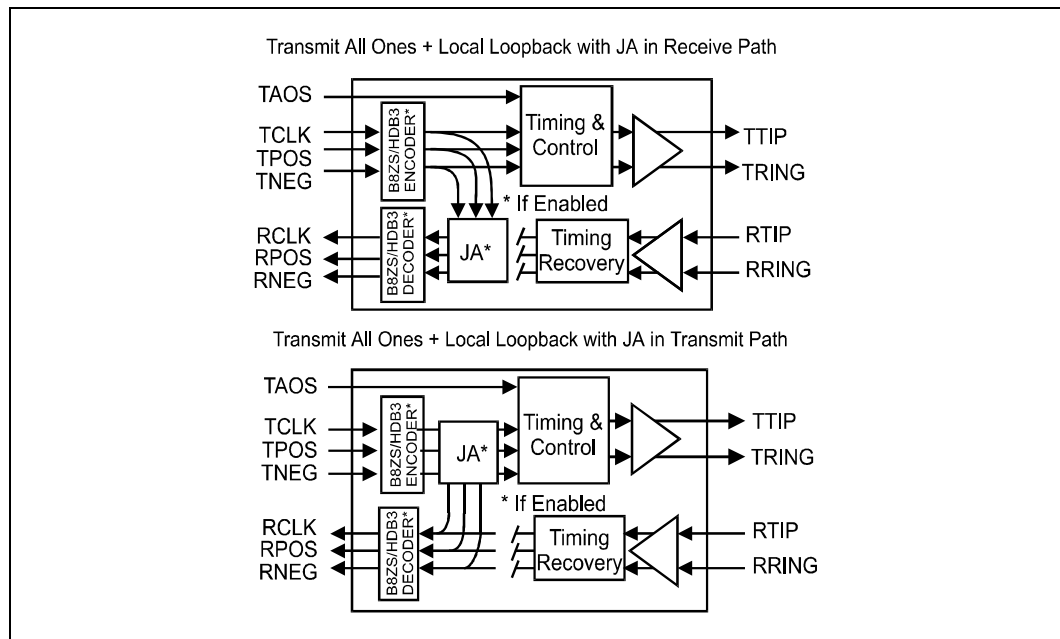 Transmit All Ones + Local Loopback with JA in Receive Path
TAOS
TCLK
TPOS
TNEG
B8ZS/HDB3
ENCODER*
Timing &
Control
TTIP
TRING
* If Enabled
RCLK
RPOS
RNEG
B8ZS/HDB3
DECODER*
JA*
Timing
Recovery
RTIP
RRING
Transmit All Ones + Local Loopback with JA in Transmit Path
TAOS
TCLK
TPOS
TNEG
B8ZS/HDB3
ENCODER*
JA*
Timing &
Control
TTIP
TRING
* If Enabled
RCLK
RPOS
RNEG
B8ZS/HDB3
DECODER*
Timing
Recovery
RTIP
RRING